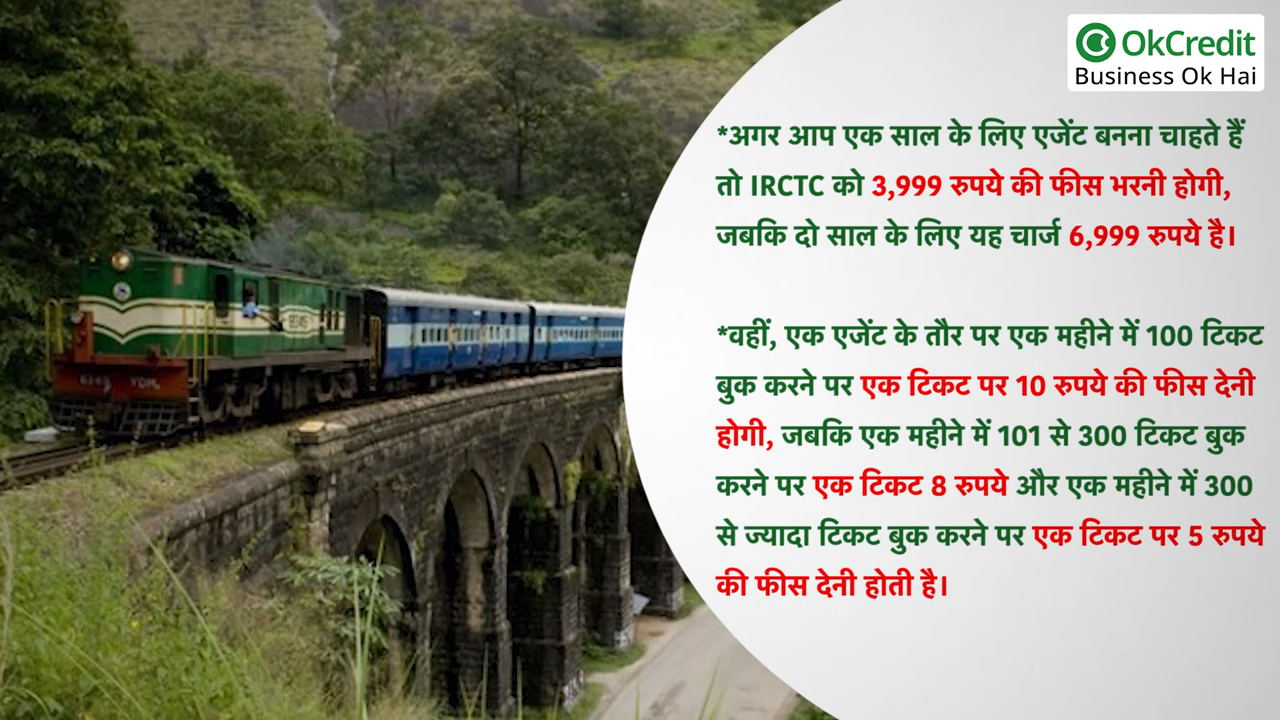 OkCredit
Business Ok Hai
*अगर आप एक साल के लिए एजेंट बनना चाहते हैं
तो IRCTC को 3,999 रुपये की फीस भरनी होगी,
जबकि दो साल के लिए यह चार्ज 6,999 रुपये है।
*वहीं, एक एजेंट के तौर पर एक महीने में 100 टिकट
बुक करने पर एक टिकट पर 10 रुपये की फीस देनी
होगी, जबकि एक महीने में 101 से 300 टिकट बुक
करने पर एक टिकट 8 रुपये और एक महीने में 300
से ज्यादा टिकट बुक करने पर एक टिकट पर 5 रुपये
की फीस देनी होती है।